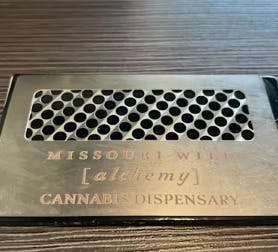 MISSOURI WILD
[alchemy]
CANNABIS DISPENSARY